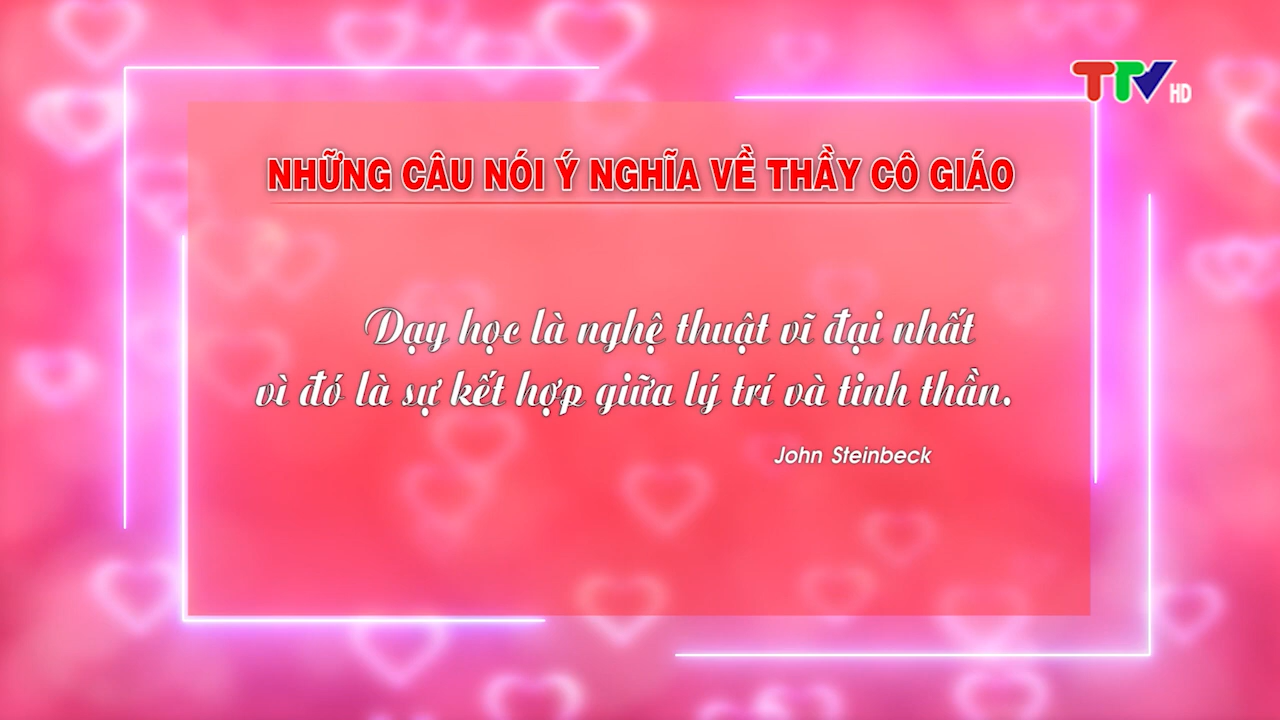 TTV HD
NHỮNG CÂU NÓI Ý NGHĨA VỀ THẦY CÔ GIÁO
Dạy học là nghệ thuật vĩ đại nhất
vì đó là sự kết hợp giữa lý trí và tinh thần.
John Steinbeck